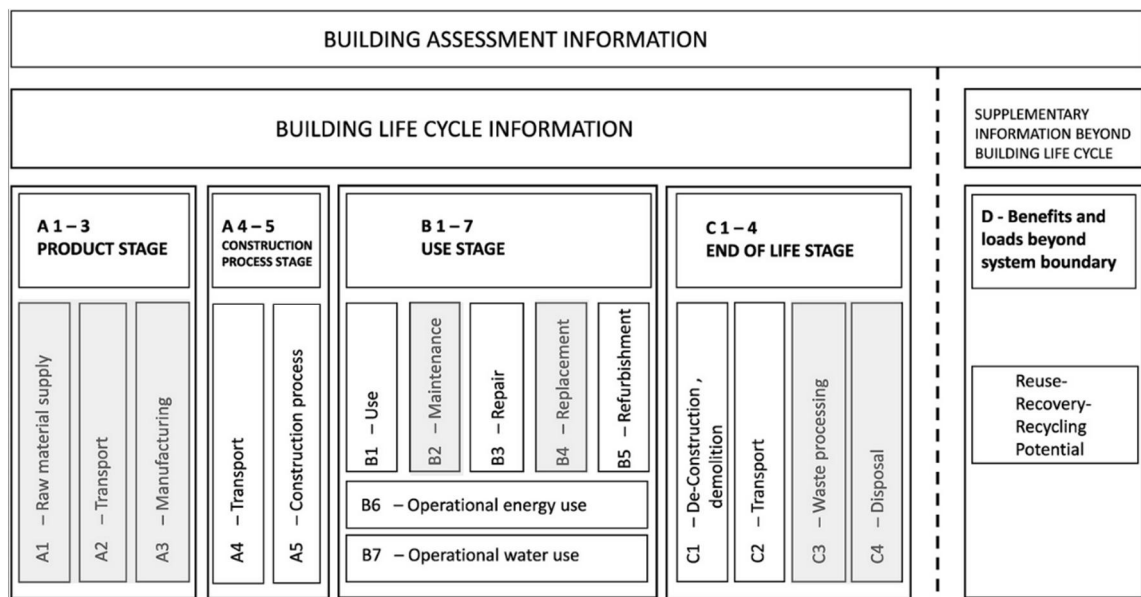 BUILDING ASSESSMENT INFORMATION
BUILDING LIFE CYCLE INFORMATION
SUPPLEMENTARY
INFORMATION BEYOND
BUILDING LIFE CYCLE
A 1 – 3
PRODUCT STAGE
A 4 – 5
CONSTRUCTION
PROCESS STAGE
B 1 – 7
USE STAGE
C 1 – 4
END OF LIFE STAGE
D - Benefits and
loads beyond
system boundary
A1 – Raw material supply
A2 – Transport
A3 – Manufacturing
A4 – Transport
A5 – Construction process
B1 – Use
B2 – Maintenance
B3 – Repair
B4 – Replacement
B5 – Refurbishment
B6 – Operational energy use
B7 – Operational water use
C1 – De-Construction ,
demolition
C2 – Transport
C3 – Waste processing
C4 – Disposal
Reuse-
Recovery-
Recycling
Potential